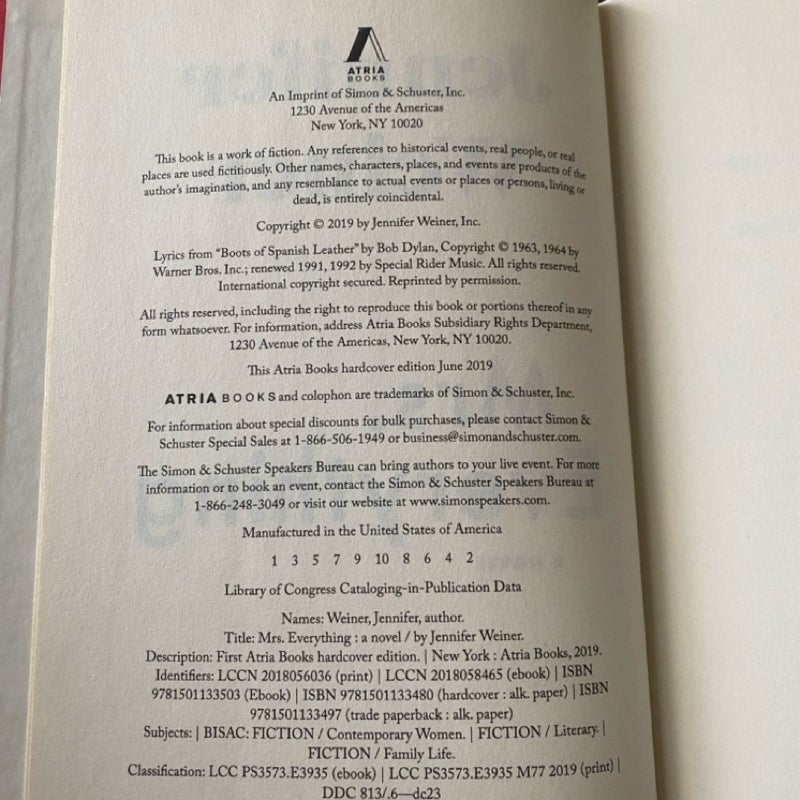 ATRIA
BOOKS
An Imprint of Simon & Schuster, Inc.
1230 Avenue of the Americas
New York, NY 10020
This book is a work of fiction. Any references to historical events, real people, or real
places are used fictitiously. Other names, characters, places, and events are products of the
author's imagination, and any resemblance to actual events or places or persons, living or
dead, is entirely coincidental.
Copyright © 2019 by Jennifer Weiner, Inc.
Lyrics from "Boots of Spanish Leather" by Bob Dylan, Copyright © 1963, 1964 by
Warner Bros. Inc.; renewed 1991, 1992 by Special Rider Music. All rights reserved.
International copyright secured. Reprinted by permission.
All rights reserved, including the right to reproduce this book or portions thereof in any
form whatsoever. For information, address Atria Books Subsidiary Rights Department,
1230 Avenue of the Americas, New York, NY 10020.
This Atria Books hardcover edition June 2019
ATRIA BOOKS and colophon are trademarks of Simon & Schuster, Inc.
For information about special discounts for bulk purchases, please contact Simon &
Schuster Special Sales at 1-866-506-1949 or business@simonandschuster.com.
The Simon & Schuster Speakers Bureau can bring authors to your live event. For more
information or to book an event, contact the Simon & Schuster Speakers Bureau at
1-866-248-3049 or visit our website at www.simonspeakers.com.
Manufactured in the United States of America
1 3 5 7 9 10 8 6 4 2
Library of Congress Cataloging-in-Publication Data
Names: Weiner, Jennifer, author.
Title: Mrs. Everything : a novel / by Jennifer Weiner.
Description: First Atria Books hardcover edition. | New York : Atria Books, 2019.
Identifiers: LCCN 2018056036 (print) | LCCN 2018058465 (ebook) | ISBN
9781501133503 (Ebook) | ISBN 9781501133480 (hardcover : alk. paper) | ISBN
9781501133497 (trade paperback : alk. paper)
Subjects: | BISAC: FICTION / Contemporary Women. | FICTION / Literary. |
FICTION / Family Life.
Classification: LCC PS3573.E3935 (ebook) | LCC PS3573.E3935 M77 2019 (print) |
DDC 813/.6—dc23